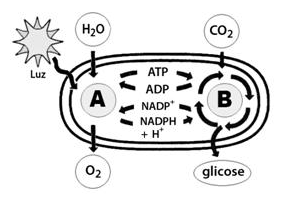 H₂O
CO₂
Luz
ATP
ADP
A
B
NADP⁺
NADPH
+ H⁺
O₂
glicose